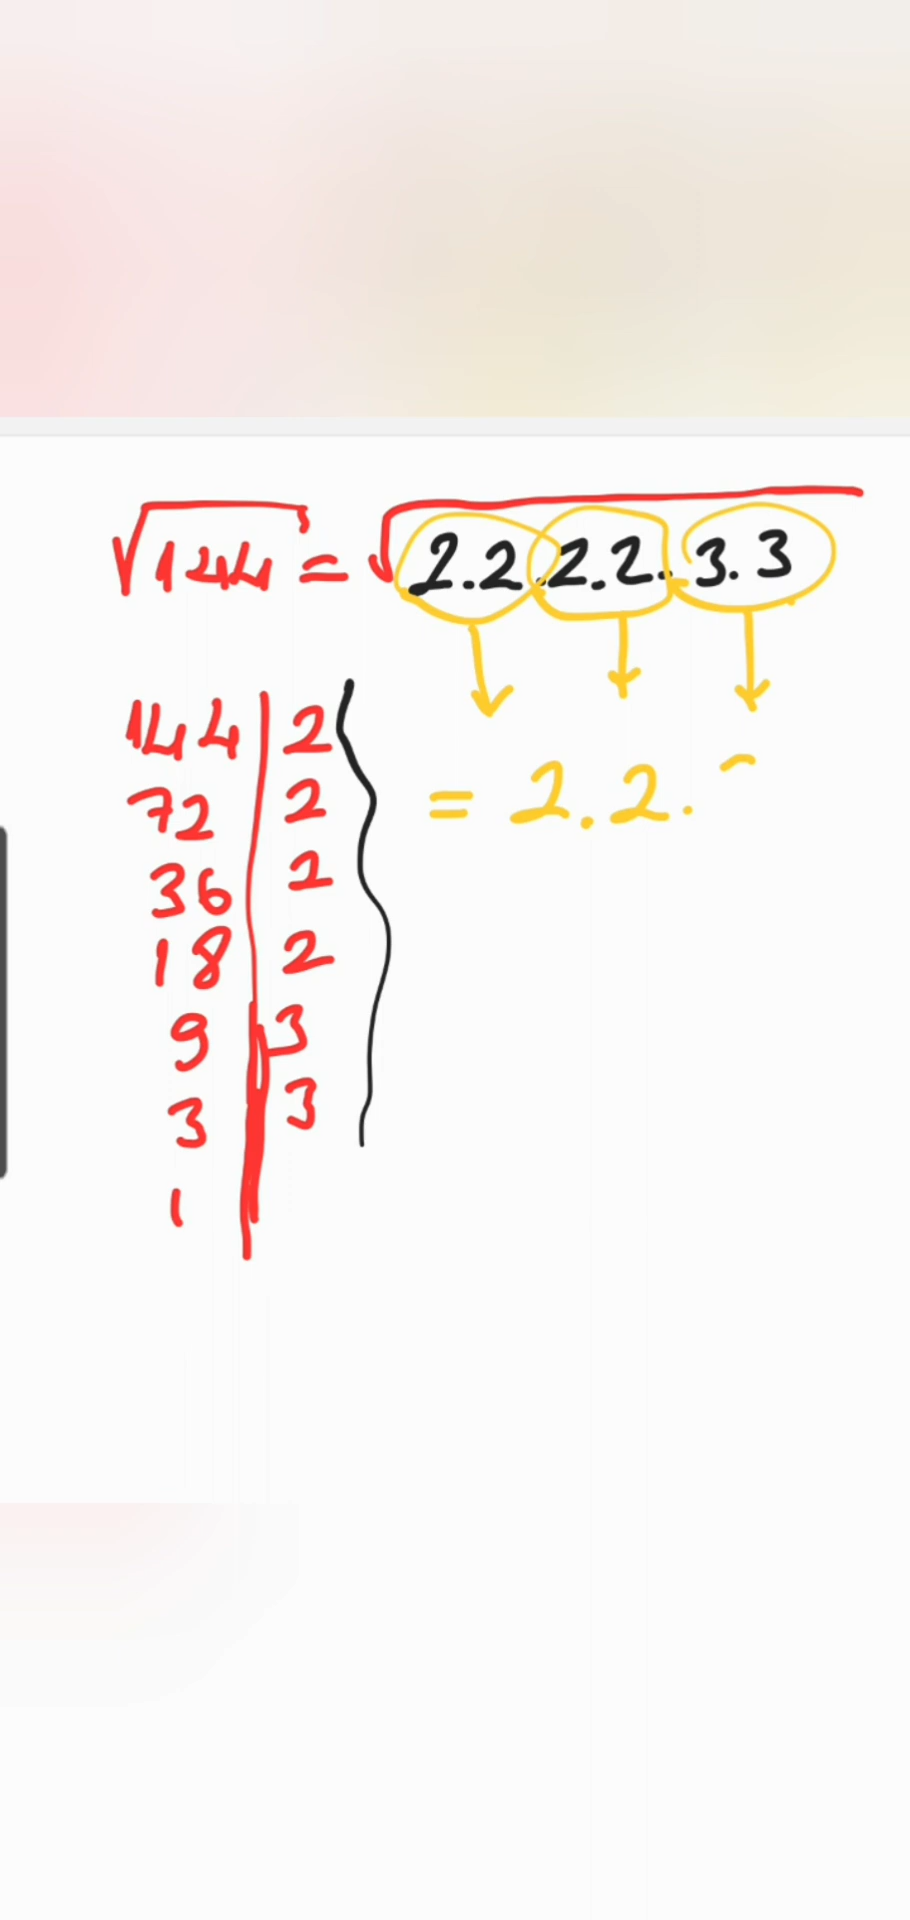 √144 = √2.2.2.2.3.3
144 | 2
72 | 2
36 | 2
18 | 2
9 | 3
3 | 3
1
= 2.2.